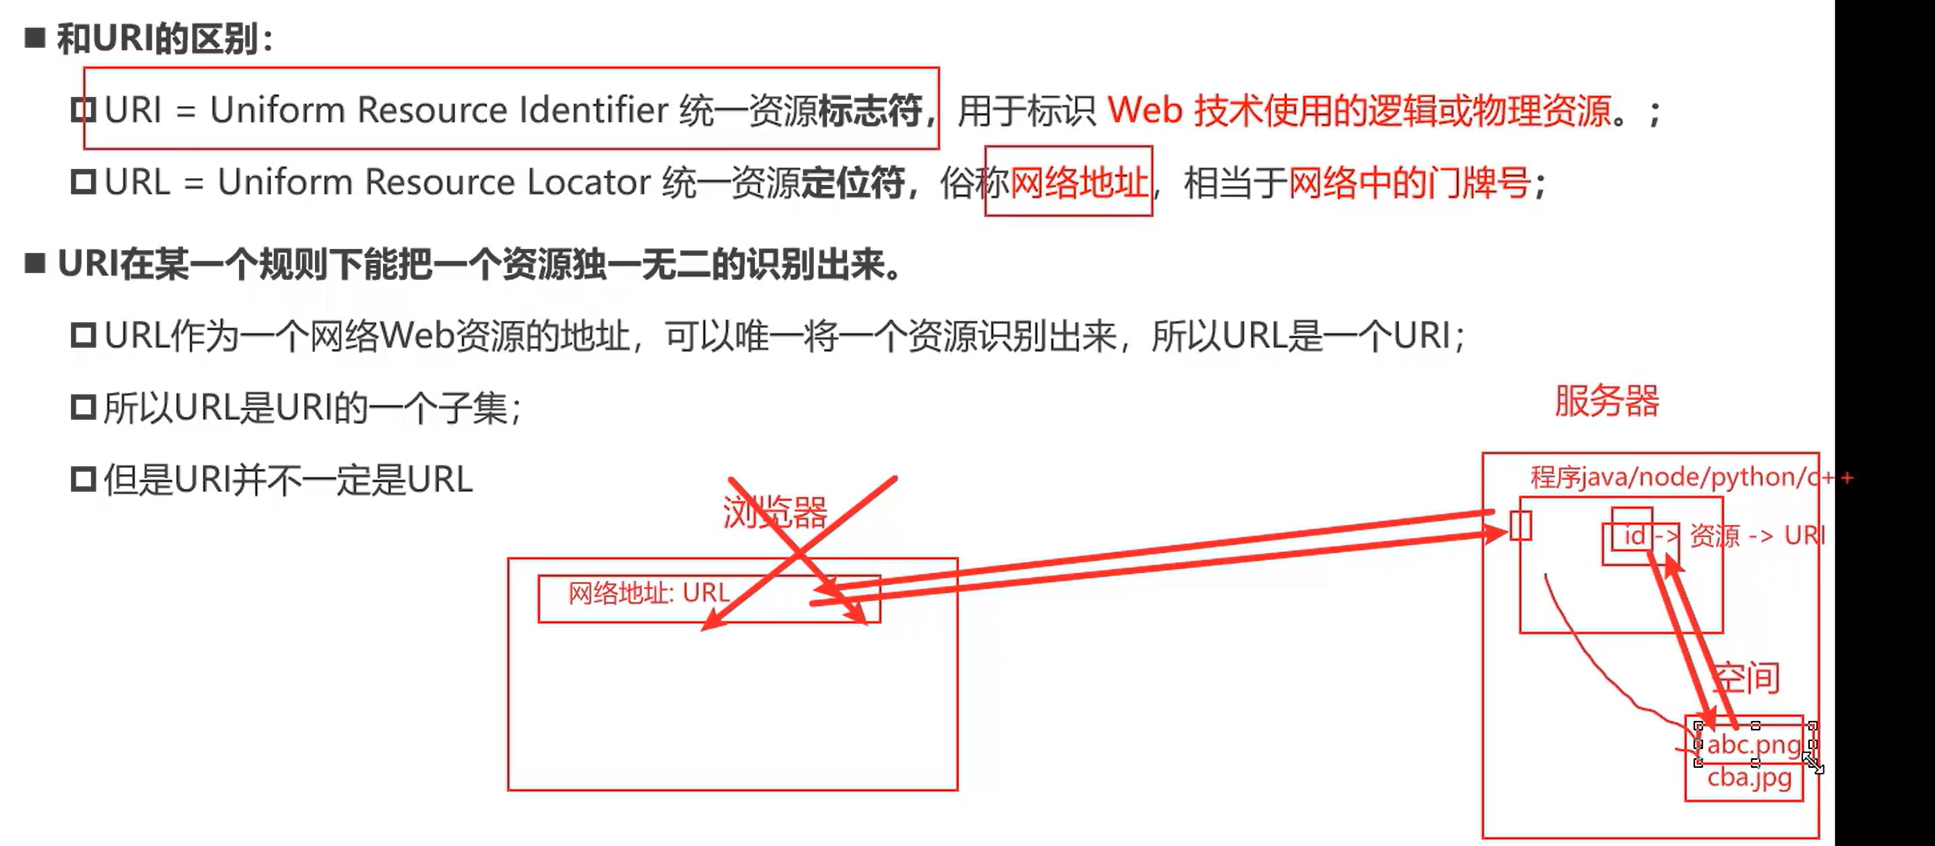 和URI的区别：
URI = Uniform Resource Identifier 统一资源标志符，用于标识 Web 技术使用的逻辑或物理资源。；
URL = Uniform Resource Locator 统一资源定位符，俗称网络地址，相当于网络中的门牌号；
URI在某一个规则下能把一个资源独一无二的识别出来。
URL作为一个网络Web资源的地址，可以唯一将一个资源识别出来，所以URL是一个URI；
所以URL是URI的一个子集；
但是URI并不一定是URL
服务器
程序java/node/python/c++
浏览器
id -> 资源 -> URI
网络地址: URL
空间
abc.png
cba.jpg